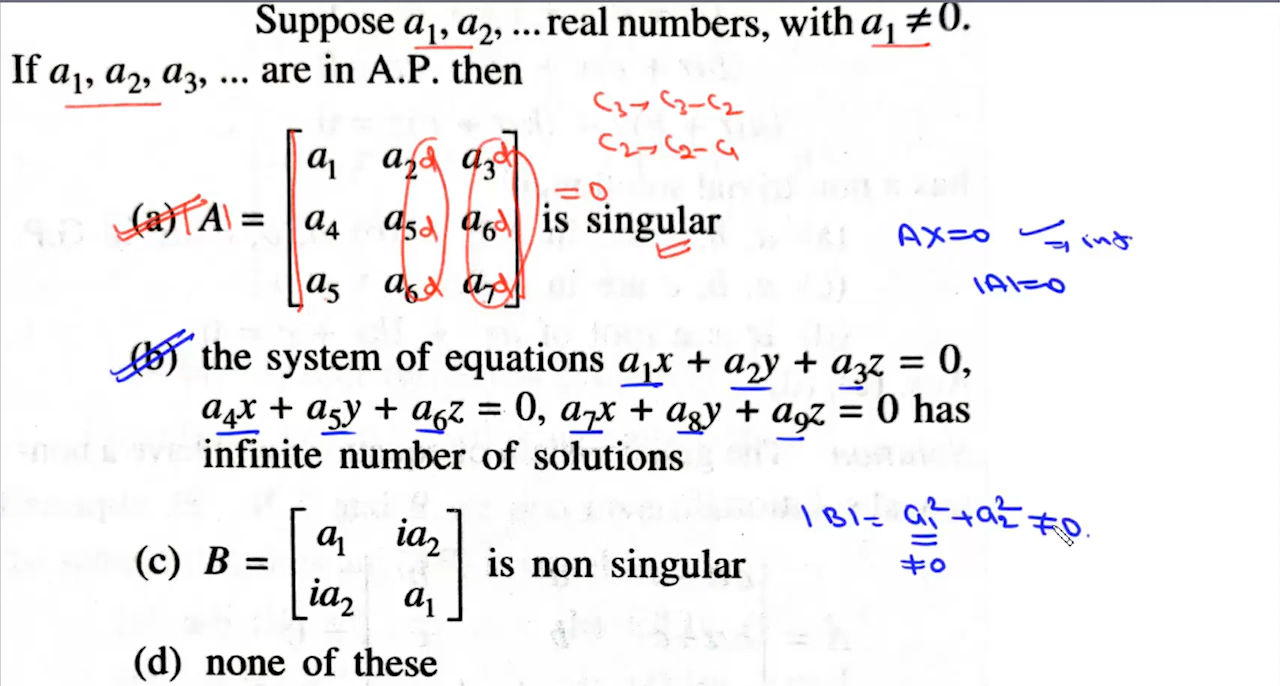 Suppose a₁, a₂, ... real numbers, with a₁ ≠ 0.
If a₁, a₂, a₃, ... are in A.P. then
C₃→ C₃-C₂
C₂→ C₂-C₁
a₁ a₂ d a₃ d
(a) |A| = a₄ a₅ d a₆ d = 0 is singular
a₅ a₆ d a₇ d
AX=0 ⇒ inf
|A|=0
(b) the system of equations a₁x + a₂y + a₃z = 0,
a₄x + a₅y + a₆z = 0, a₇x + a₈y + a₉z = 0 has
infinite number of solutions
a₁ ia₂
(c) B = is non singular
ia₂ a₁
|B| = a₁² + a₂² ≠ 0.
≠0
(d) none of these